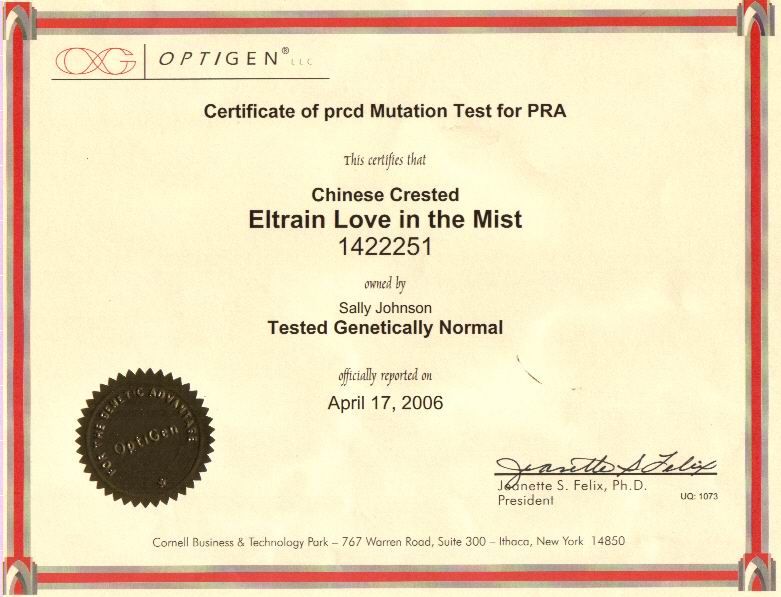 OXG OPTIGEN® LLC
Certificate of prcd Mutation Test for PRA
This certifies that
Chinese Crested
Eltrain Love in the Mist
1422251
owned by
Sally Johnson
Tested Genetically Normal
officially reported on
April 17, 2006
FOR THE GENETIC ADVANTAGE
OptiGen
Jeanette S Felix
Jeanette S. Felix, Ph.D.
President
UQ: 1073
Cornell Business & Technology Park – 767 Warren Road, Suite 300 – Ithaca, New York 14850